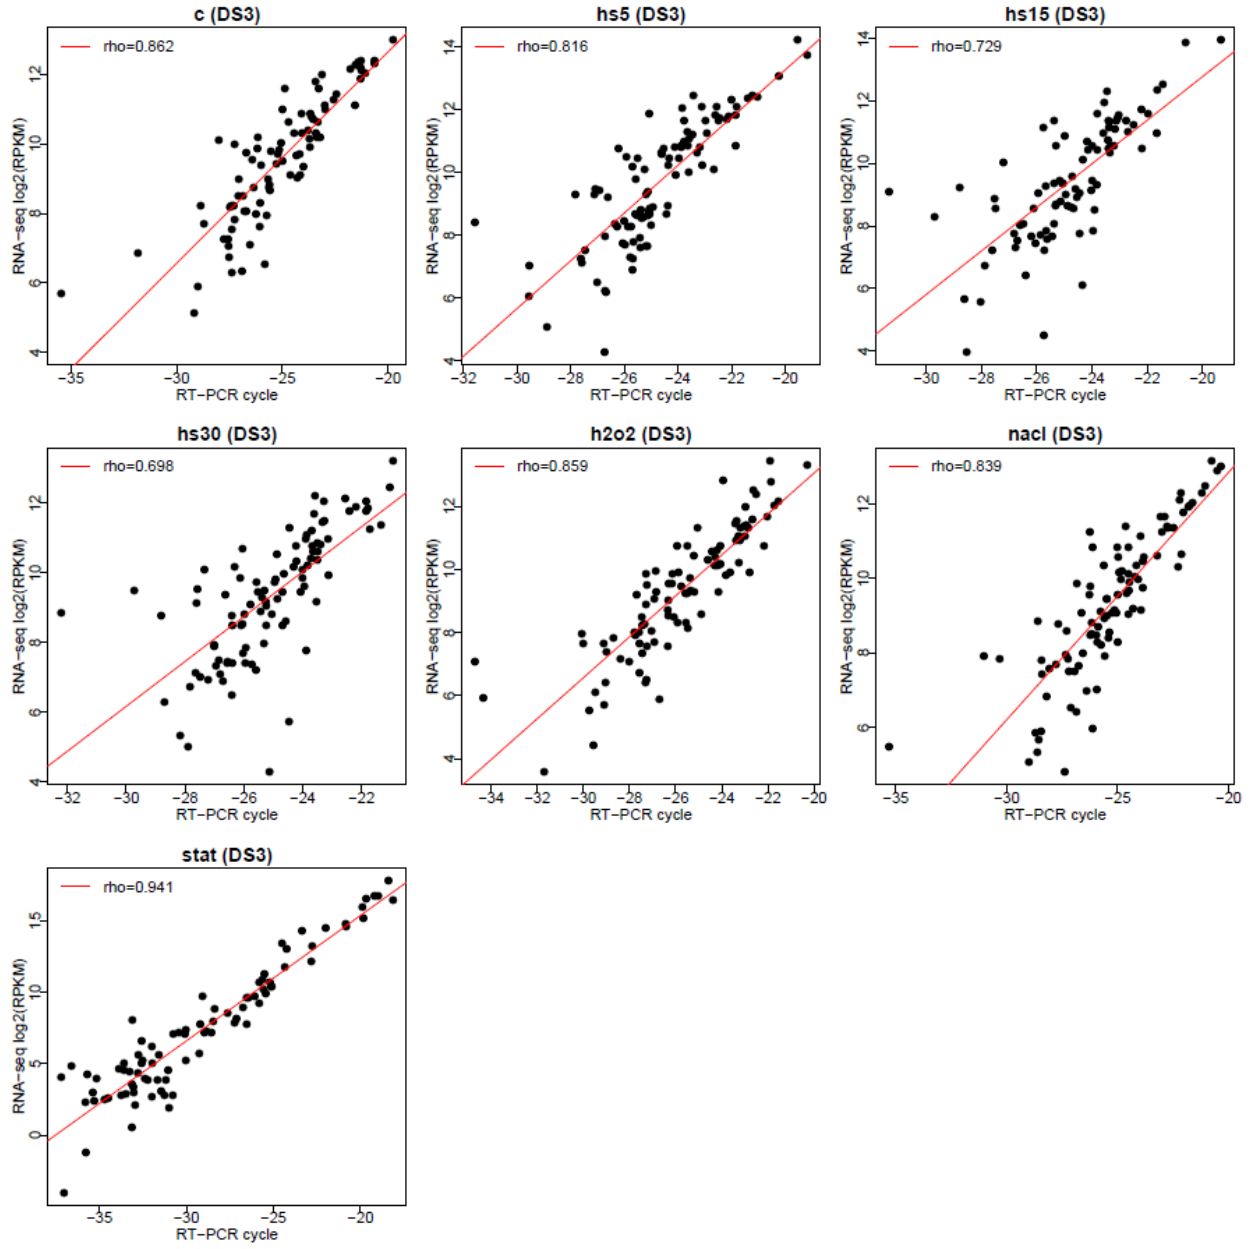 c (DS3)
rho=0.862
RNA−seq log2(RPKM)
4 6 8 10 12
−35 −30 −25 −20
RT−PCR cycle
hs5 (DS3)
rho=0.816
RNA−seq log2(RPKM)
4 6 8 10 12 14
−32 −30 −28 −26 −24 −22 −20
RT−PCR cycle
hs15 (DS3)
rho=0.729
RNA−seq log2(RPKM)
4 6 8 10 12 14
−30 −28 −26 −24 −22 −20
RT−PCR cycle
hs30 (DS3)
rho=0.698
RNA−seq log2(RPKM)
4 6 8 10 12
−32 −30 −28 −26 −24 −22
RT−PCR cycle
h2o2 (DS3)
rho=0.859
RNA−seq log2(RPKM)
4 6 8 10 12
−34 −32 −30 −28 −26 −24 −22 −20
RT−PCR cycle
nacl (DS3)
rho=0.839
RNA−seq log2(RPKM)
6 8 10 12
−35 −30 −25 −20
RT−PCR cycle
stat (DS3)
rho=0.941
RNA−seq log2(RPKM)
0 5 10 15
−35 −30 −25 −20
RT−PCR cycle